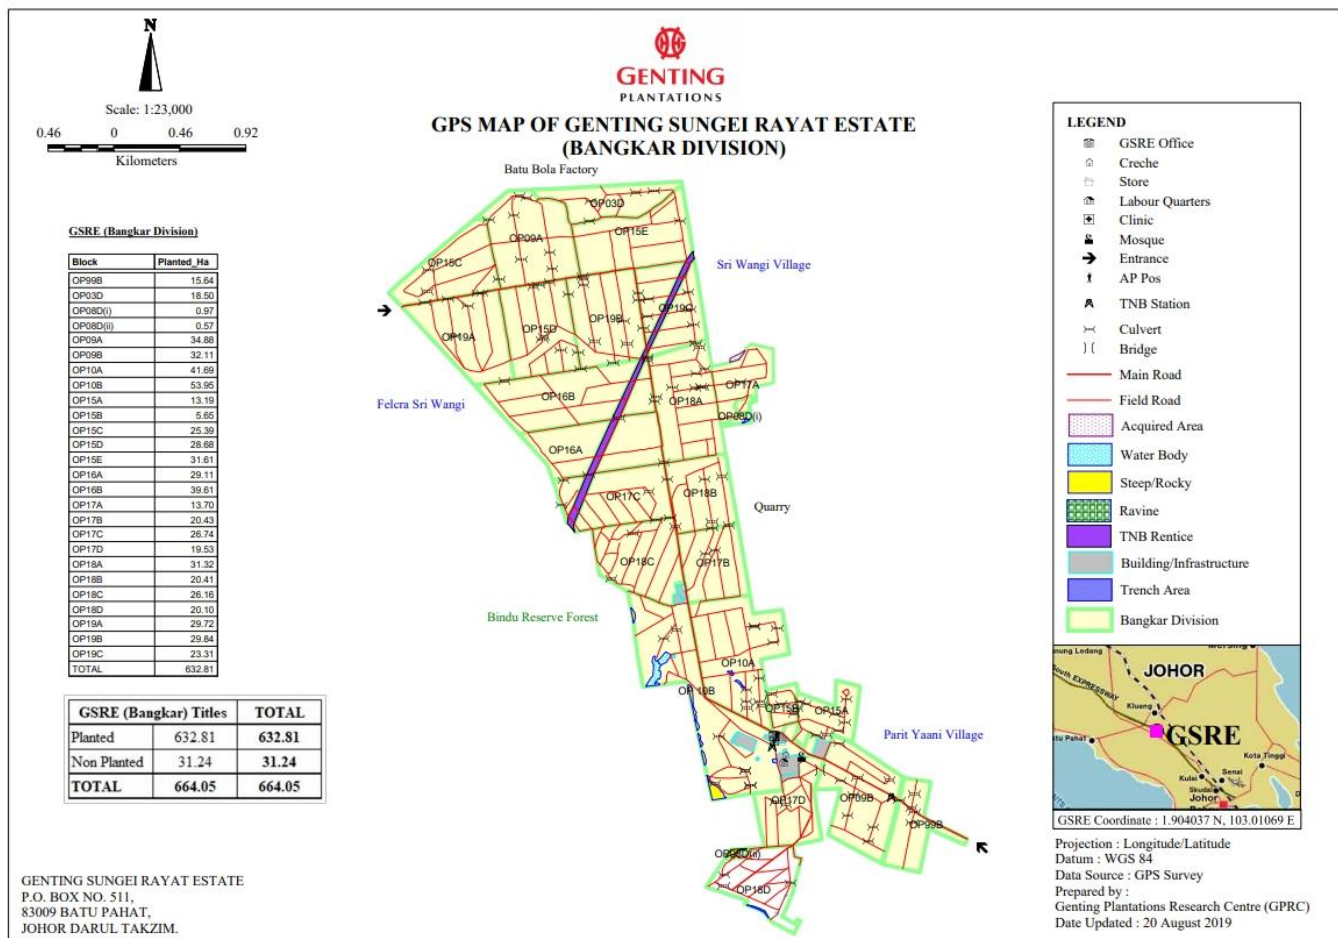 N
Scale: 1:23,000
0.46 0 0.46 0.92
Kilometers
GENTING
PLANTATIONS
GPS MAP OF GENTING SUNGEI RAYAT ESTATE
(BANGKAR DIVISION)
GSRE (Bangkar Division)
Block Planted_Ha
OP99B 15.64
OP03D 18.50
OP08D(i) 0.97
OP08D(ii) 0.57
OP09A 34.88
OP09B 32.11
OP10A 41.69
OP10B 53.95
OP15A 13.19
OP15B 5.65
OP15C 25.39
OP15D 28.68
OP15E 31.61
OP16A 29.11
OP16B 39.61
OP17A 13.70
OP17B 20.43
OP17C 26.74
OP17D 19.53
OP18A 31.32
OP18B 20.41
OP18C 26.16
OP18D 20.10
OP19A 29.72
OP19B 29.84
OP19C 23.31
TOTAL 632.81
GSRE (Bangkar) Titles TOTAL
Planted 632.81 632.81
Non Planted 31.24 31.24
TOTAL 664.05 664.05
GENTING SUNGEI RAYAT ESTATE
P.O. BOX NO. 511,
83009 BATU PAHAT,
JOHOR DARUL TAKZIM.
Batu Bola Factory
OP03D
OP09A
OP15E
OP15C
Sri Wangi Village
OP19C
OP19B
OP15D
OP19A
OP17A
OP16B
OP18A
Felcra Sri Wangi
OP08D(i)
OP16A
OP17C
OP18B
Quarry
OP18C
OP17B
Bindu Reserve Forest
OP10A
OP 10B
OP15B
OP15A
Parit Yaani Village
OP17D
OP09B
OP99B
OP08D(ii)
OP18D
LEGEND
GSRE Office
Creche
Store
Labour Quarters
Clinic
Mosque
Entrance
AP Pos
TNB Station
Culvert
Bridge
Main Road
Field Road
Acquired Area
Water Body
Steep/Rocky
Ravine
TNB Rentice
Building/Infrastructure
Trench Area
Bangkar Division
JOHOR
EXPRESSWAY
Kluang
GSRE
Pahat
Kota Tinggi
Kulai
Senai
Skudai
Johor
GSRE Coordinate : 1.904037 N, 103.01069 E
Projection : Longitude/Latitude
Datum : WGS 84
Data Source : GPS Survey
Prepared by :
Genting Plantations Research Centre (GPRC)
Date Updated : 20 August 2019